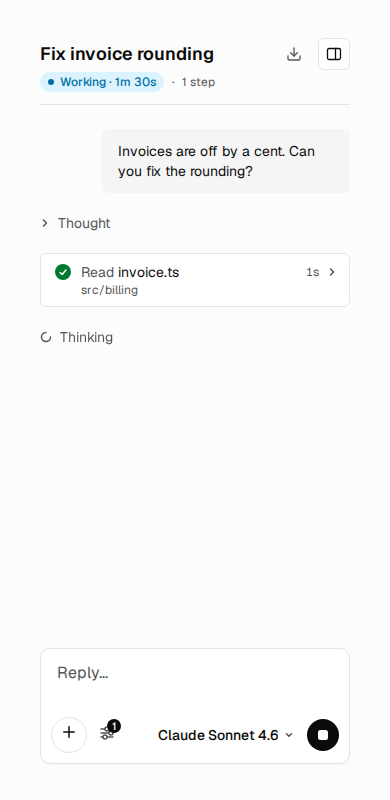 Fix invoice rounding
Working · 1m 30s · 1 step
Invoices are off by a cent. Can
you fix the rounding?
Thought
Read invoice.ts 1s
src/billing
Thinking
Reply...
1
Claude Sonnet 4.6